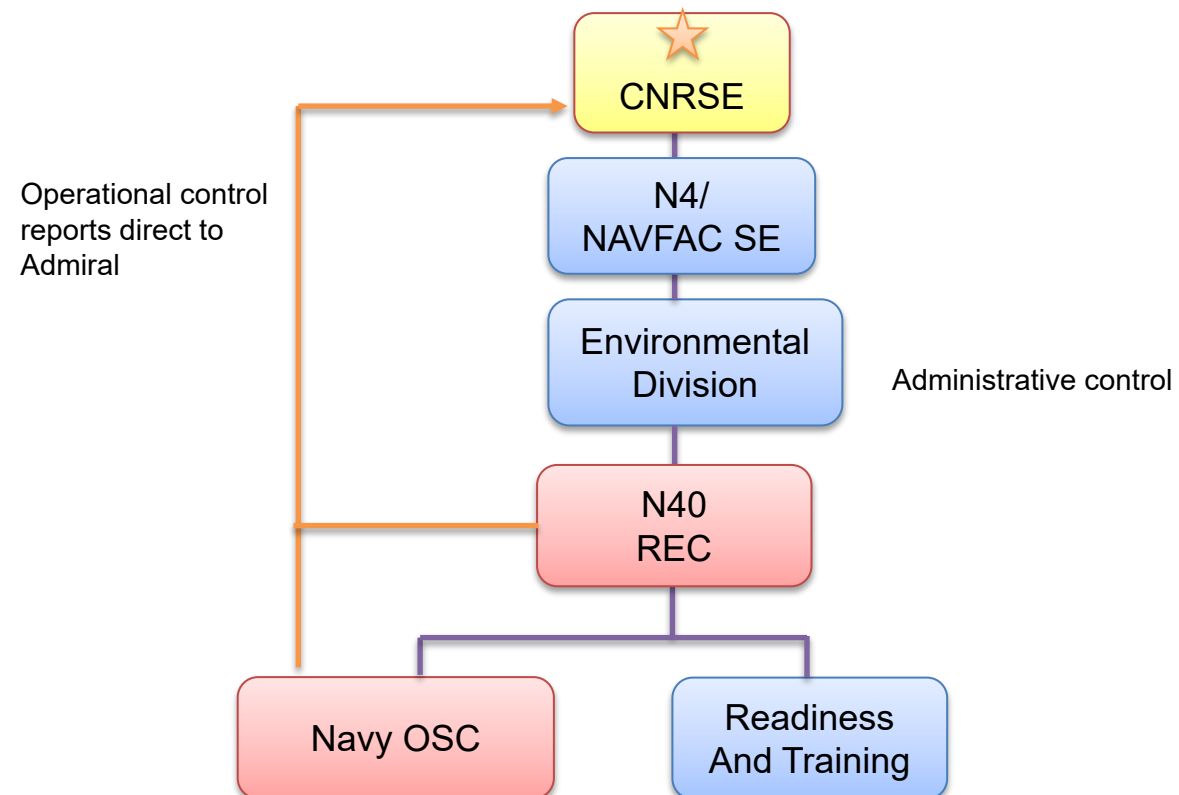 CNRSE
Operational control
reports direct to
Admiral
N4/
NAVFAC SE
Environmental
Division
Administrative control
N40
REC
Navy OSC
Readiness
And Training